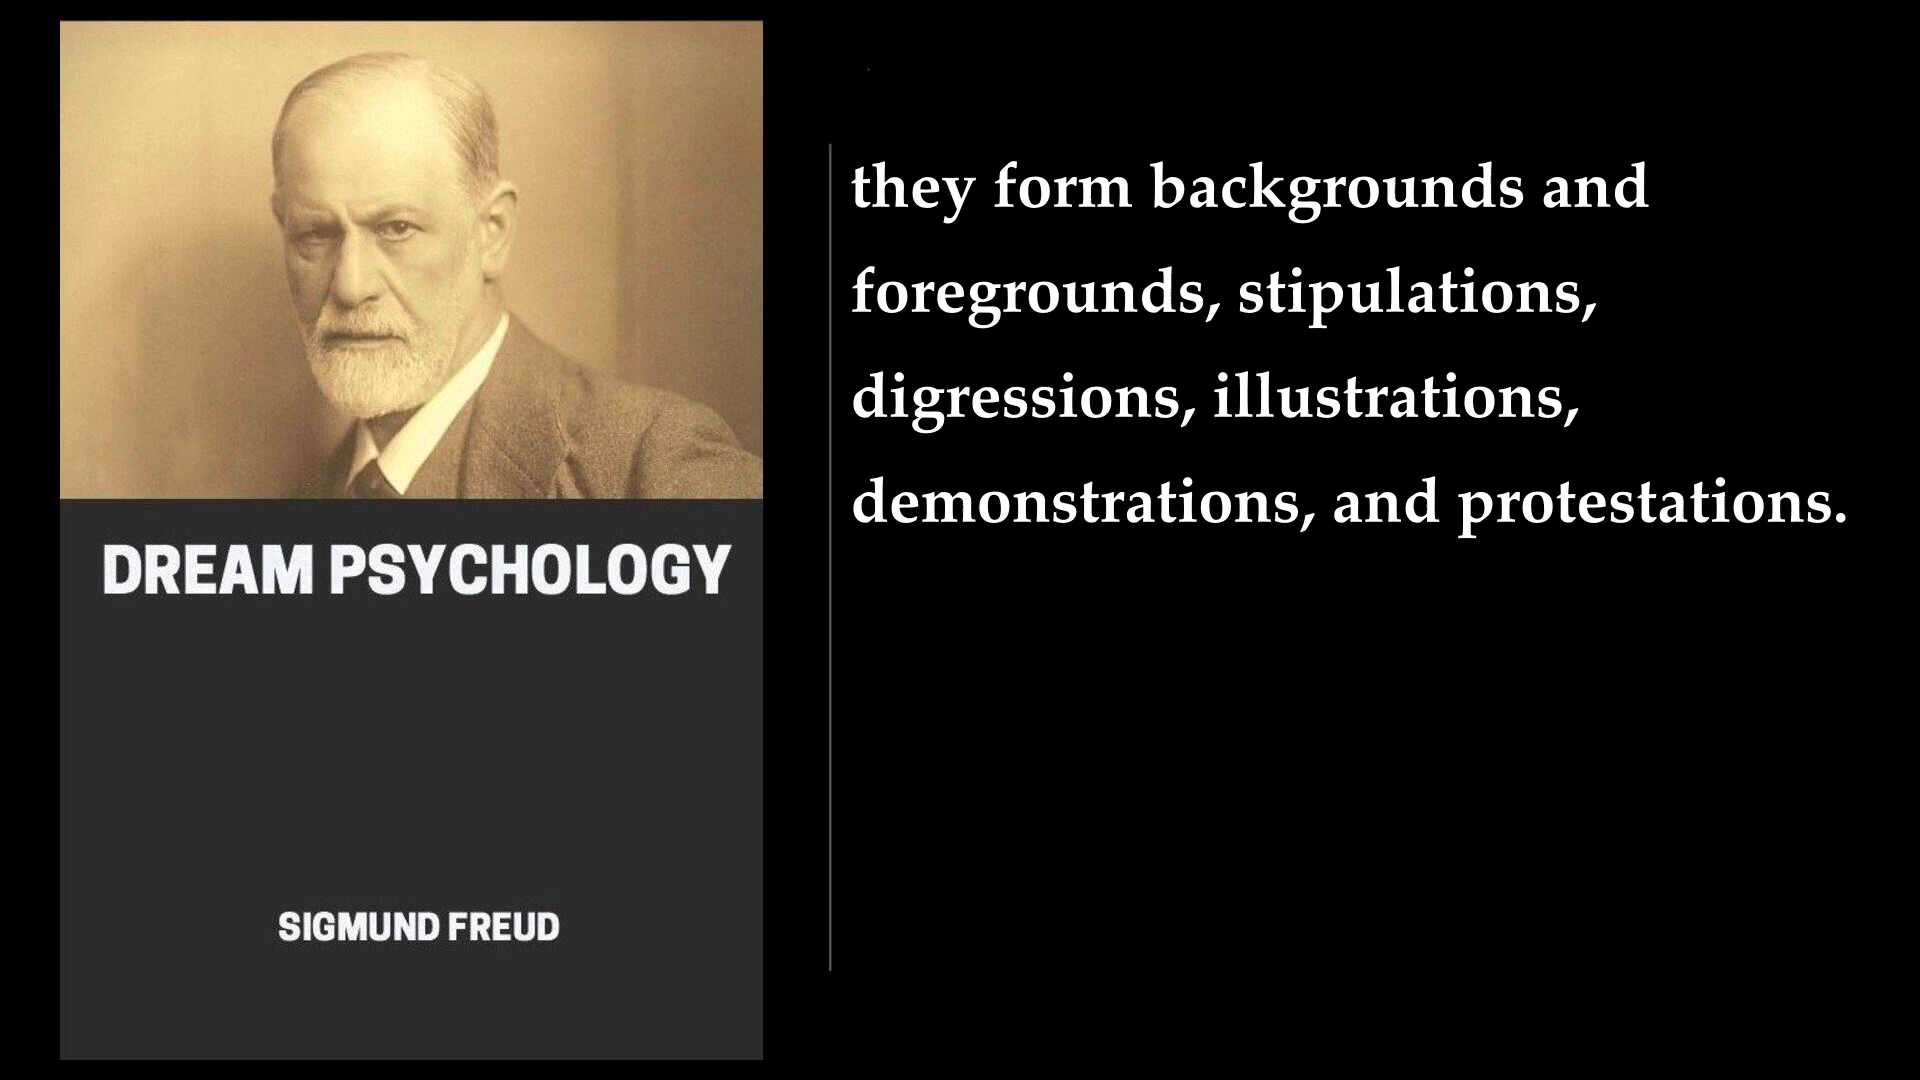 DREAM PSYCHOLOGY
SIGMUND FREUD
they form backgrounds and
foregrounds, stipulations,
digressions, illustrations,
demonstrations, and protestations.